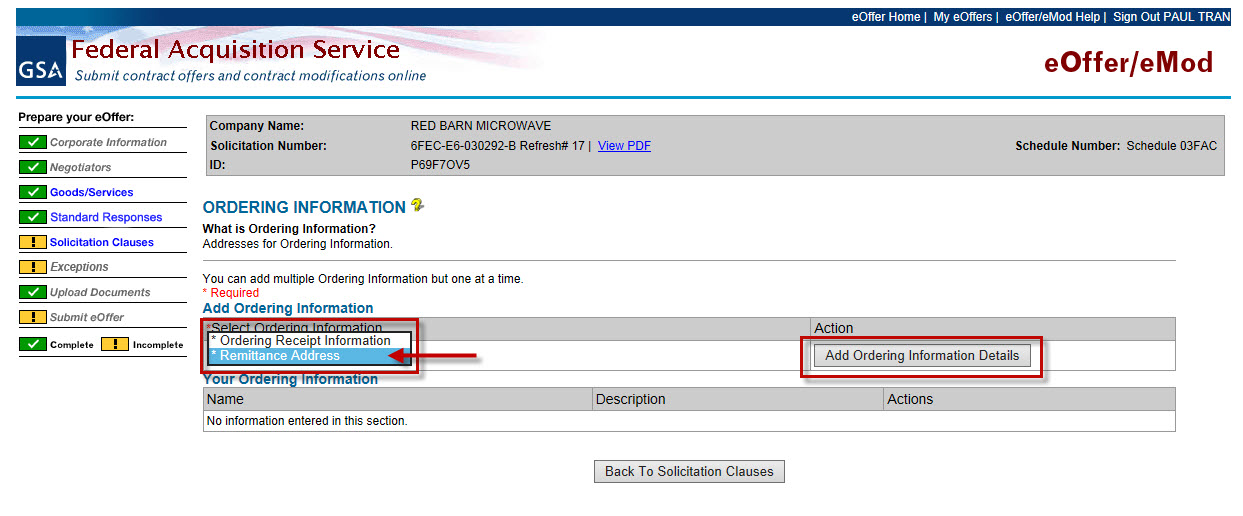 eOffer Home | My eOffers | eOffer/eMod Help | Sign Out PAUL TRAN
GSA
Federal Acquisition Service
Submit contract offers and contract modifications online
eOffer/eMod
Prepare your eOffer:
Corporate Information
Negotiators
Goods/Services
Standard Responses
Solicitation Clauses
Exceptions
Upload Documents
Submit eOffer
Complete ! Incomplete
Company Name: RED BARN MICROWAVE
Solicitation Number: 6FEC-E6-030292-B Refresh# 17 | View PDF Schedule Number: Schedule 03FAC
ID: P69F7OV5
ORDERING INFORMATION ?
What is Ordering Information?
Addresses for Ordering Information.
You can add multiple Ordering Information but one at a time.
* Required
Add Ordering Information
*Select Ordering Information Action
* Ordering Receipt Information
* Remittance Address
Add Ordering Information Details
Your Ordering Information
Name Description Actions
No information entered in this section.
Back To Solicitation Clauses